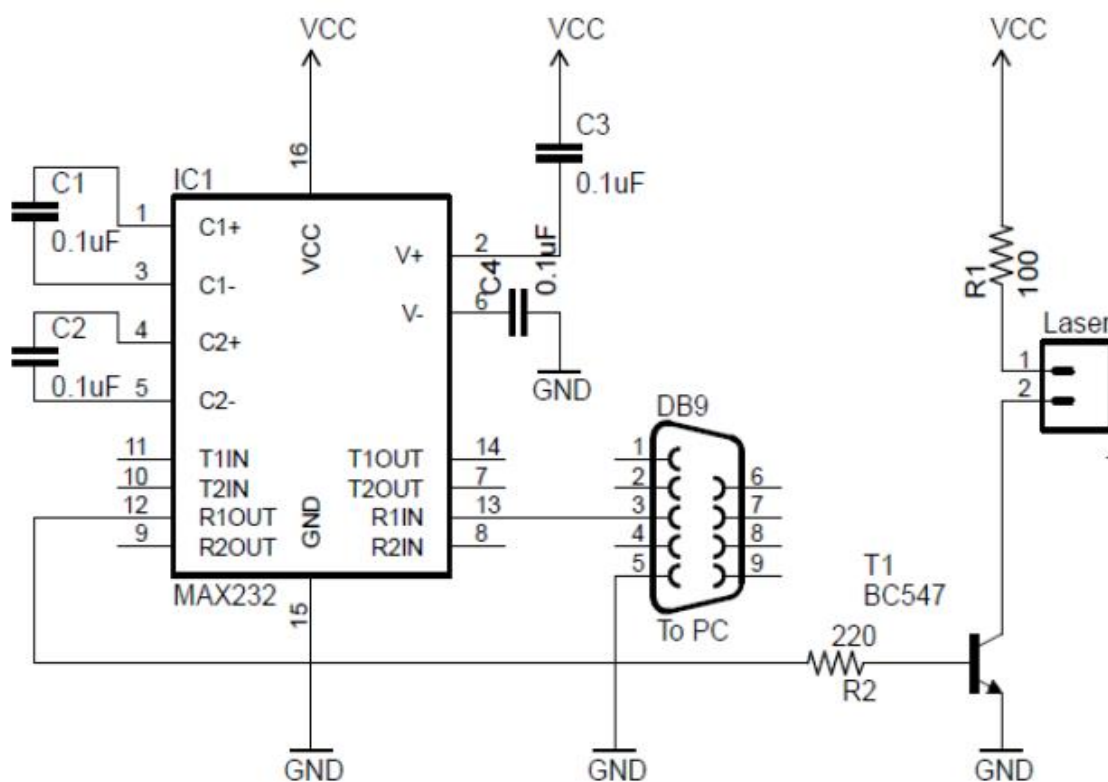 VCC
VCC
VCC
C3
0.1uF
16
IC1
C1
0.1uF
1
3
C1+
C1-
VCC
V+
V-
2
6
C4
0.1uF
GND
C2
0.1uF
4
5
C2+
C2-
R1
100
Laser
1
2
11
10
12
9
T1IN
T2IN
R1OUT
R2OUT
GND
T1OUT
T2OUT
R1IN
R2IN
14
7
13
8
MAX232
15
DB9
1
2
3
4
5
6
7
8
9
To PC
T1
BC547
220
R2
GND
GND
GND